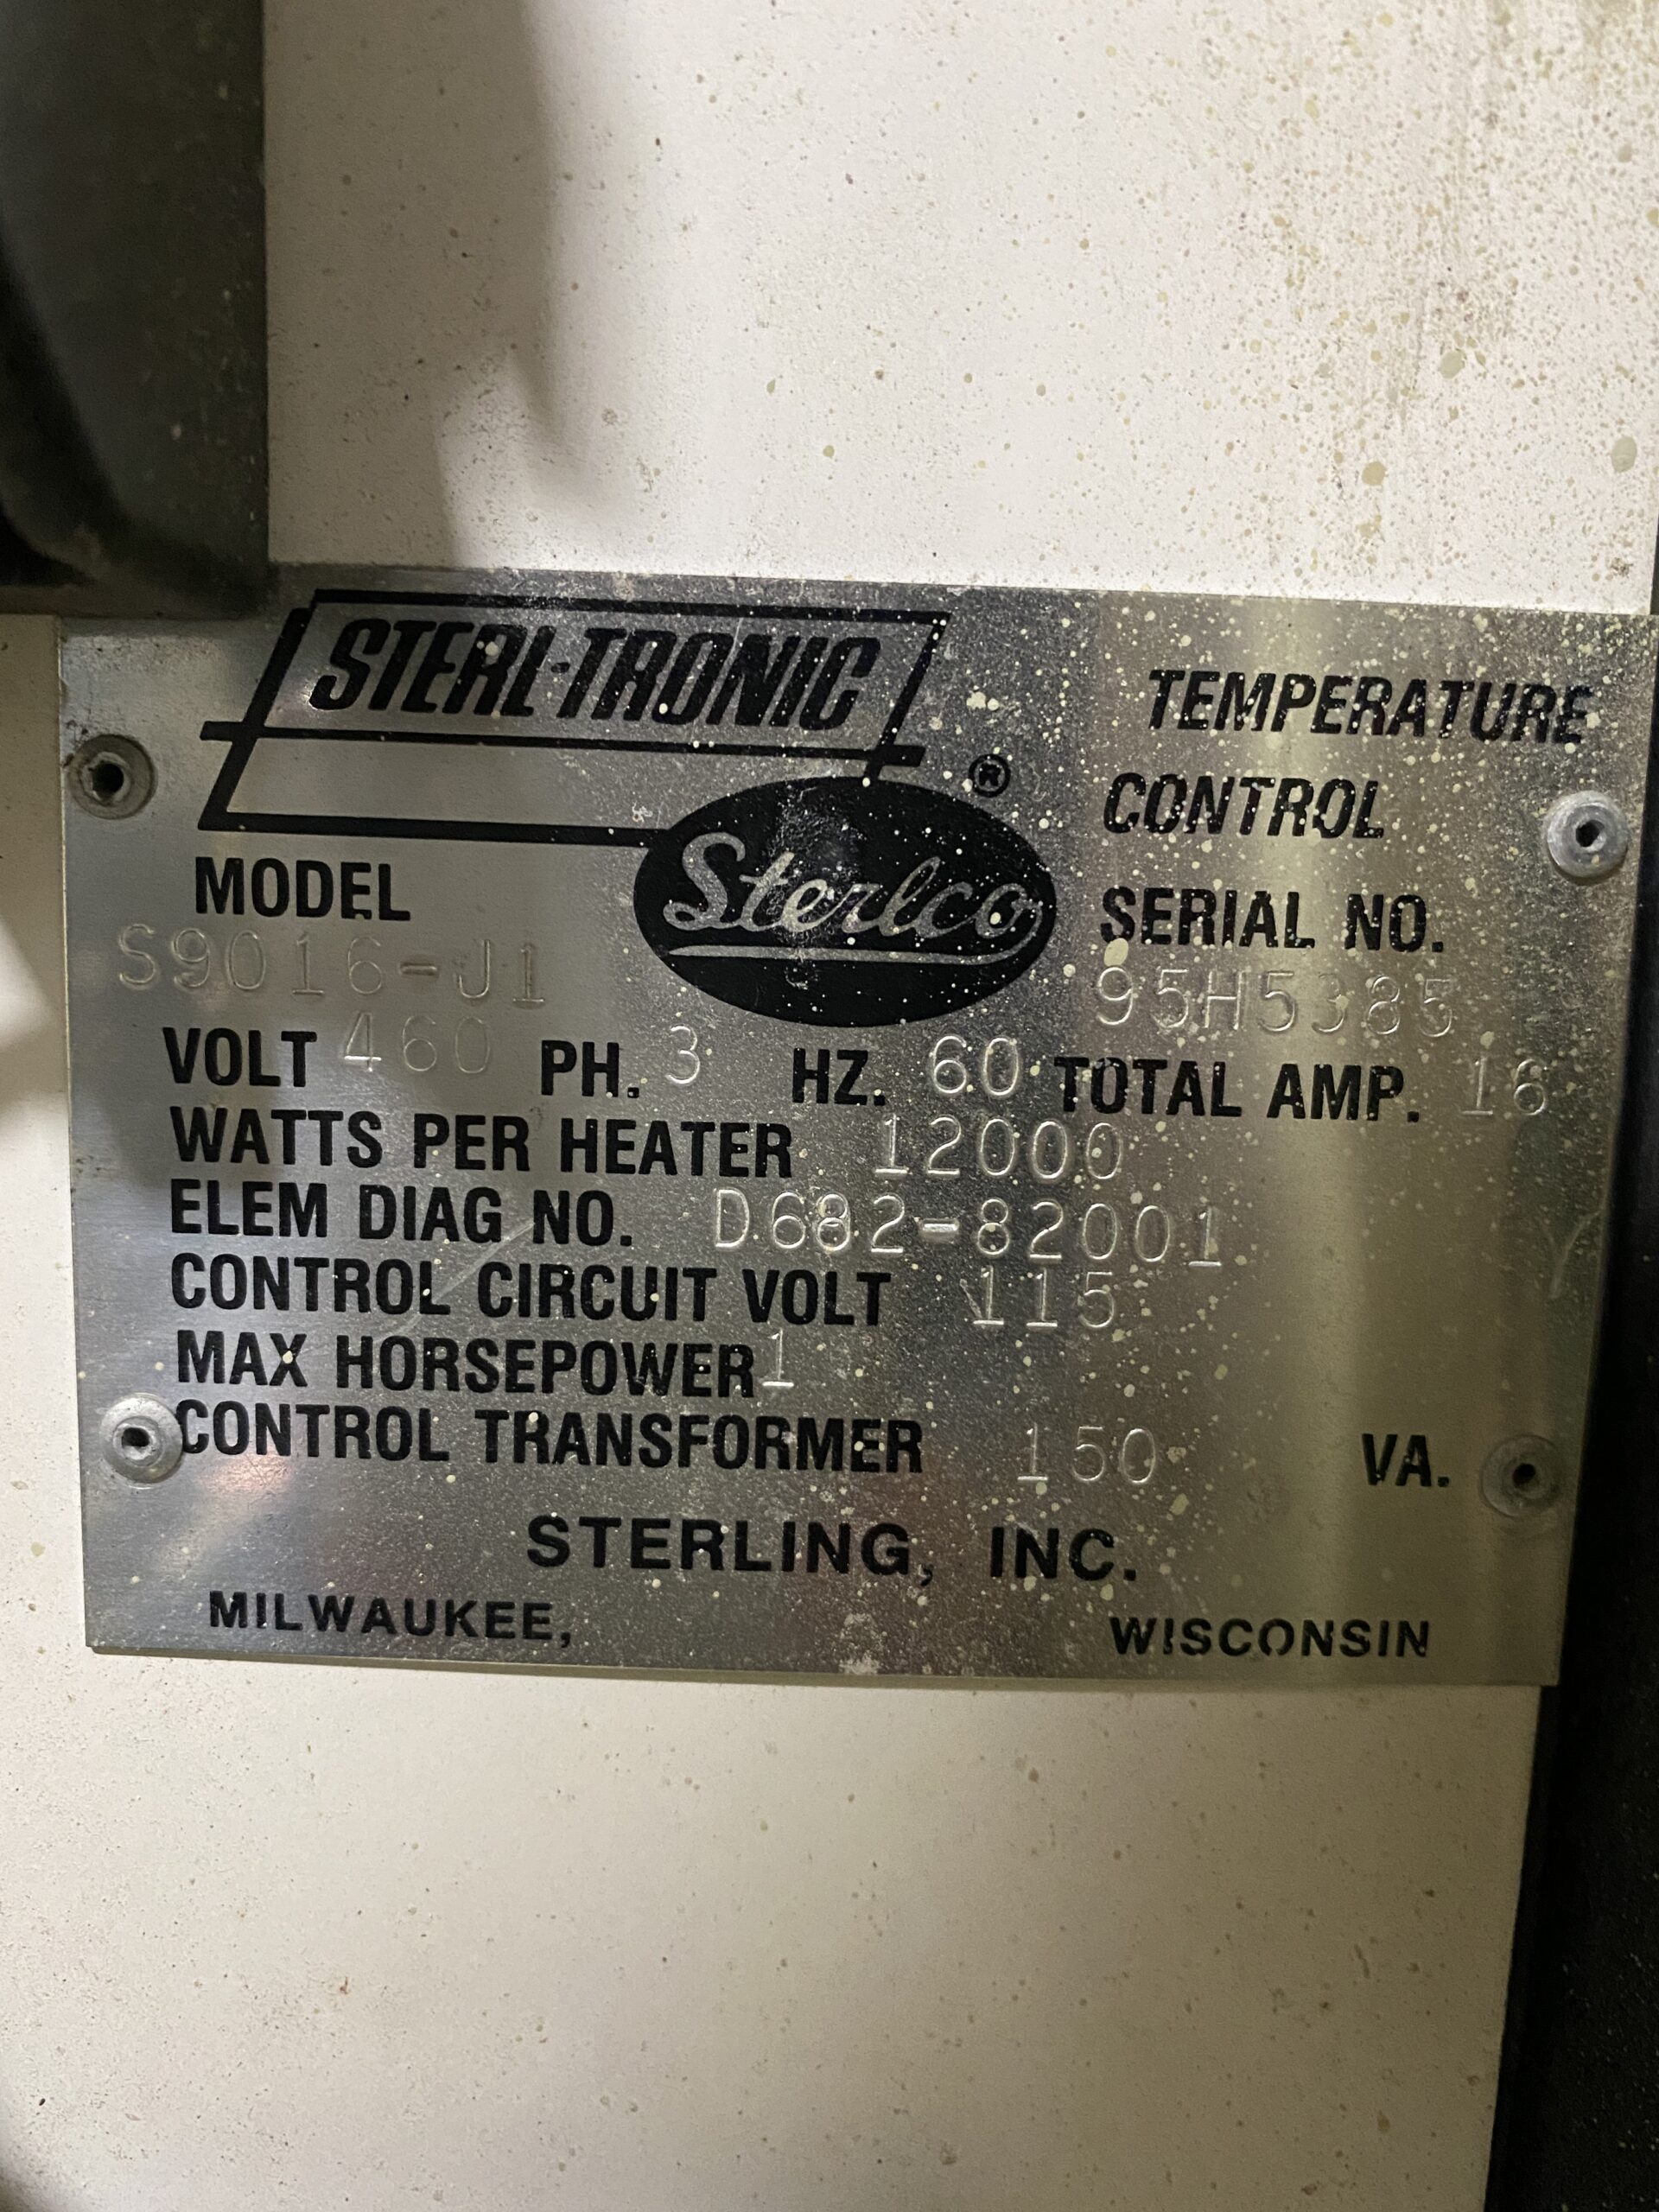 STERL-TRONIC ®
Sterlco
TEMPERATURE
CONTROL
MODEL
S9016-J1
SERIAL NO.
95H5385
VOLT 460 PH. 3 HZ. 60 TOTAL AMP. 16
WATTS PER HEATER 12000
ELEM DIAG NO. D682-82001
CONTROL CIRCUIT VOLT 115
MAX HORSEPOWER 1
CONTROL TRANSFORMER 150 VA.
STERLING, INC.
MILWAUKEE, WISCONSIN